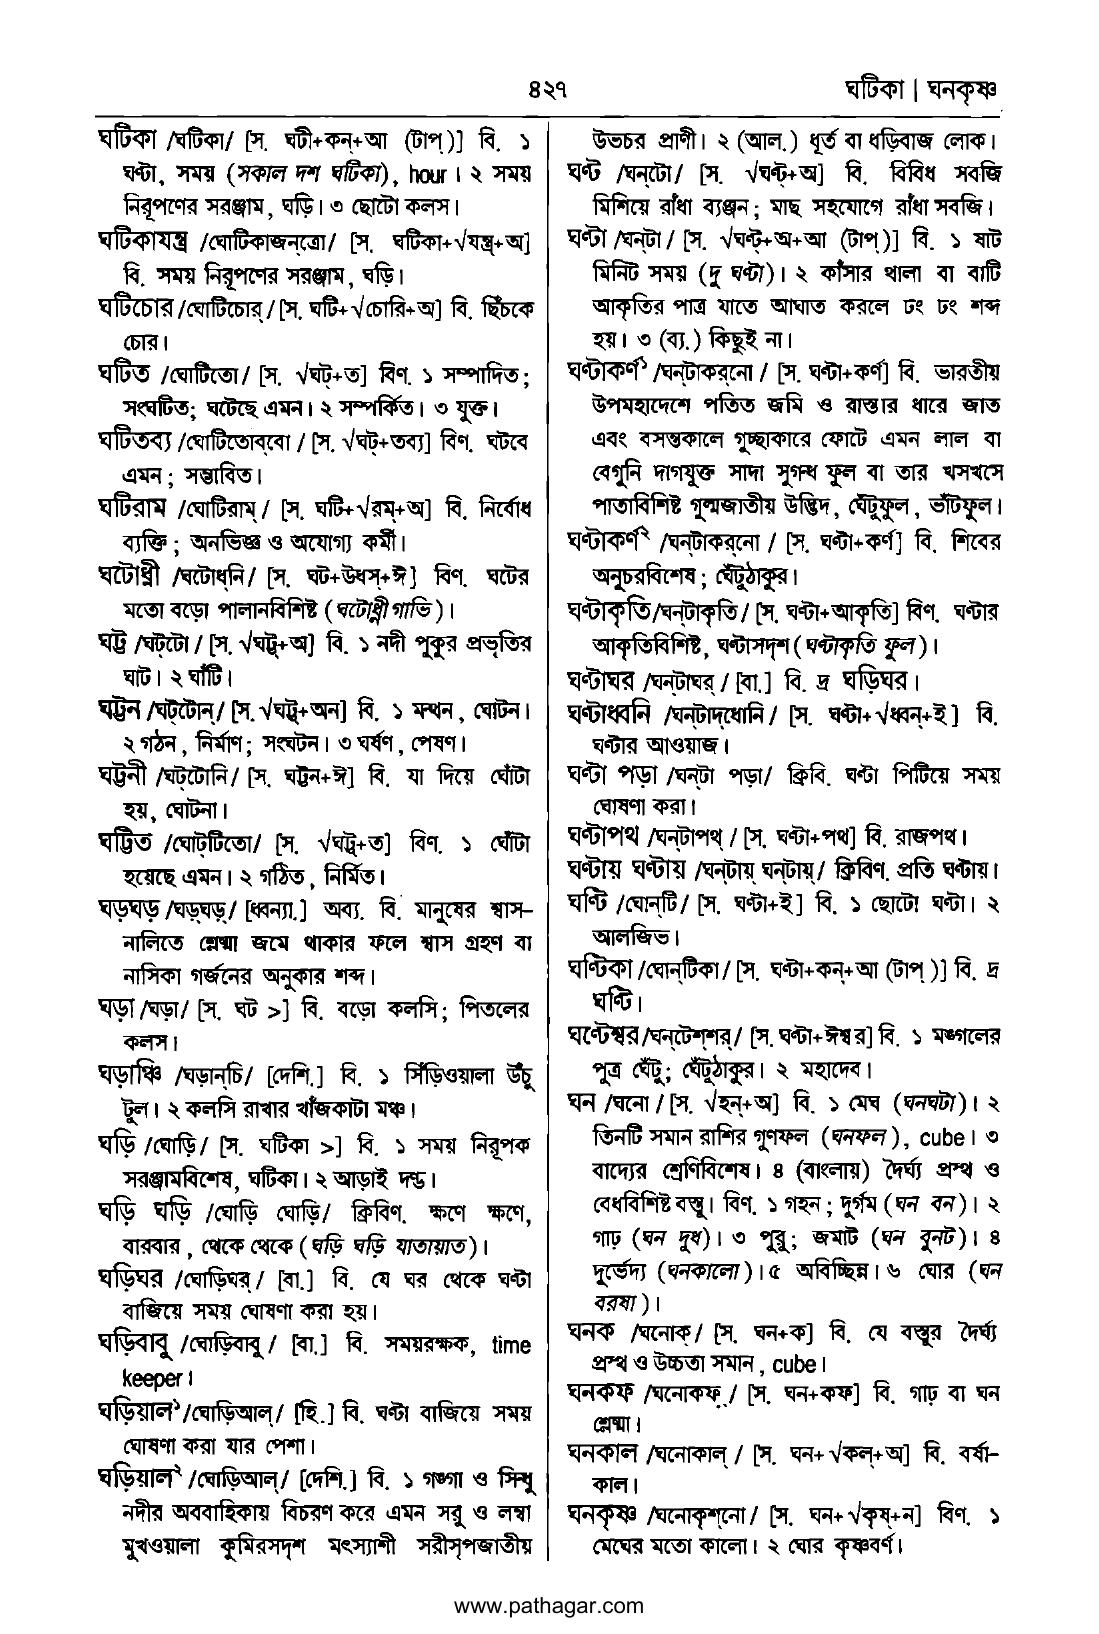 ৪২৭
ঘটিকা | ঘনকৃষ্ণ
ঘটিকা /ঘটিকা/ [স. ঘটী+কন্+আ (টাপ্)] বি. ১
ঘণ্টা, সময় (সকাল দশ ঘটিকা), hour। ২ সময়
নিরূপণের সরঞ্জাম, ঘড়ি। ৩ ছোটো কলস।
ঘটিকাযন্ত্র /ঘোটিকাজন্ত্রো/ [স. ঘটিকা+√যন্ত্র্+অ]
বি. সময় নিরূপণের সরঞ্জাম, ঘড়ি।
ঘটিচোর /ঘোটিচোর্/ [স. ঘটি+√চোরি+অ] বি. ছিঁচকে
চোর।
ঘটিত /ঘোটিতো/ [স. √ঘট্+ত] বিণ. ১ সম্পাদিত;
সংঘটিত; ঘটেছে এমন। ২ সম্পর্কিত। ৩ যুক্ত।
ঘটিতব্য /ঘোটিতোব্‌বো/ [স. √ঘট্+তব্য] বিণ. ঘটবে
এমন; সম্ভাবিত।
ঘটিরাম /ঘোটিরাম্/ [স. ঘটি+√রম্+অ] বি. নির্বোধ
ব্যক্তি; অনভিজ্ঞ ও অযোগ্য কর্মী।
ঘটোধ্নী /ঘটোধ্‌নি/ [স. ঘট+উধস্+ঈ] বিণ. ঘটের
মতো বড়ো পালানবিশিষ্ট (ঘটোধ্নী গাভি)।
ঘট্ট /ঘট্‌টো/ [স. √ঘট্ট্+অ] বি. ১ নদী পুকুর প্রভৃতির
ঘাট। ২ ঘাঁটি।
ঘট্টন /ঘট্‌টোন্/ [স. √ঘট্ট্+অন] বি. ১ মন্থন, ঘোটন।
২ গঠন, নির্মাণ; সংঘটন। ৩ ঘর্ষণ, পেষণ।
ঘট্টনী /ঘট্‌টোনি/ [স. ঘট্টন+ঈ] বি. যা দিয়ে ঘোঁটা
হয়, ঘোটনা।
ঘট্টিত /ঘোট্‌টিতো/ [স. √ঘট্ট্+ত] বিণ. ১ ঘোঁটা
হয়েছে এমন। ২ গঠিত, নির্মিত।
ঘড়ঘড় /ঘড়্‌ঘড়্/ [ধ্বন্যা.] অব্য. বি. মানুষের শ্বাস-
নালিতে শ্লেষ্মা জমে থাকার ফলে শ্বাস গ্রহণ বা
নাসিকা গর্জনের অনুকার শব্দ।
ঘড়া /ঘড়া/ [স. ঘট >] বি. বড়ো কলসি; পিতলের
কলস।
ঘড়াঞ্চি /ঘড়ান্‌চি/ [দেশি.] বি. ১ সিঁড়িওয়ালা উঁচু
টুল। ২ কলসি রাখার খাঁজকাটা মঞ্চ।
ঘড়ি /ঘোড়ি/ [স. ঘটিকা >] বি. ১ সময় নিরূপক
সরঞ্জামবিশেষ, ঘটিকা। ২ আড়াই দণ্ড।
ঘড়ি ঘড়ি /ঘোড়ি ঘোড়ি/ ক্রিবিণ. ক্ষণে ক্ষণে,
বারবার, থেকে থেকে (ঘড়ি ঘড়ি যাতায়াত)।
ঘড়িঘর /ঘোড়িঘর্/ [বা.] বি. যে ঘর থেকে ঘণ্টা
বাজিয়ে সময় ঘোষণা করা হয়।
ঘড়িবাবু /ঘোড়িবাবু/ [বা.] বি. সময়রক্ষক, time
keeper।
ঘড়িয়াল১ /ঘোড়িআল্/ [হি.] বি. ঘণ্টা বাজিয়ে সময়
ঘোষণা করা যার পেশা।
ঘড়িয়াল২ /ঘোড়িআল্/ [দেশি.] বি. ১ গঙ্গা ও সিন্ধু
নদীর অববাহিকায় বিচরণ করে এমন সরু ও লম্বা
মুখওয়ালা কুমিরসদৃশ মৎস্যাশী সরীসৃপজাতীয়
উভচর প্রাণী। ২ (আল.) ধূর্ত বা ধড়িবাজ লোক।
ঘণ্ট /ঘন্‌টো/ [স. √ঘণ্ট্+অ] বি. বিবিধ সবজি
মিশিয়ে রাঁধা ব্যঞ্জন; মাছ সহযোগে রাঁধা সবজি।
ঘণ্টা /ঘন্‌টা/ [স. √ঘণ্ট্+অ+আ (টাপ্)] বি. ১ ষাট
মিনিট সময় (দু ঘণ্টা)। ২ কাঁসার থালা বা বাটি
আকৃতির পাত্র যাতে আঘাত করলে ঢং ঢং শব্দ
হয়। ৩ (ব্য.) কিছুই না।
ঘণ্টাকর্ণ১ /ঘন্‌টাকর্‌নো/ [স. ঘণ্টা+কর্ণ] বি. ভারতীয়
উপমহাদেশে পতিত জমি ও রাস্তার ধারে জাত
এবং বসন্তকালে গুচ্ছাকারে ফোটে এমন লাল বা
বেগুনি দাগযুক্ত সাদা সুগন্ধ ফুল বা তার খসখসে
পাতাবিশিষ্ট গুল্মজাতীয় উদ্ভিদ, ঘেঁটুফুল, ভাঁটফুল।
ঘণ্টাকর্ণ২ /ঘন্‌টাকর্‌নো/ [স. ঘণ্টা+কর্ণ] বি. শিবের
অনুচরবিশেষ; ঘেঁটুঠাকুর।
ঘণ্টাকৃতি /ঘন্‌টাকৃতি/ [স. ঘণ্টা+আকৃতি] বিণ. ঘণ্টার
আকৃতিবিশিষ্ট, ঘণ্টাসদৃশ (ঘণ্টাকৃতি ফুল)।
ঘণ্টাঘর /ঘন্‌টাঘর্/ [বা.] বি. দ্র ঘড়িঘর।
ঘণ্টাধ্বনি /ঘন্‌টাদ্‌ধোনি/ [স. ঘণ্টা+√ধ্বন্+ই] বি.
ঘণ্টার আওয়াজ।
ঘণ্টা পড়া /ঘন্‌টা পড়া/ ক্রিবি. ঘণ্টা পিটিয়ে সময়
ঘোষণা করা।
ঘণ্টাপথ /ঘন্‌টাপথ্/ [স. ঘণ্টা+পথ] বি. রাজপথ।
ঘণ্টায় ঘণ্টায় /ঘন্‌টায়্ ঘন্‌টায়্/ ক্রিবিণ. প্রতি ঘণ্টায়।
ঘণ্টি /ঘোন্‌টি/ [স. ঘণ্টা+ই] বি. ১ ছোটো ঘণ্টা। ২
আলজিভ।
ঘণ্টিকা /ঘোন্‌টিকা/ [স. ঘণ্টা+কন্+আ (টাপ্)] বি. দ্র
ঘণ্টি।
ঘণ্টেশ্বর /ঘন্‌টেশ্‌শর্/ [স. ঘণ্টা+ঈশ্বর] বি. ১ মঙ্গলের
পুত্র ঘেঁটু; ঘেঁটুঠাকুর। ২ মহাদেব।
ঘন /ঘনো/ [স. √হন্+অ] বি. ১ মেঘ (ঘনঘটা)। ২
তিনটি সমান রাশির গুণফল (ঘনফল), cube। ৩
বাদ্যের শ্রেণিবিশেষ। ৪ (বাংলায়) দৈর্ঘ্য প্রস্থ ও
বেধবিশিষ্ট বস্তু। বিণ. ১ গহন; দুর্গম (ঘন বন)। ২
গাঢ় (ঘন দুধ)। ৩ পুরু; জমাট (ঘন বুনট)। ৪
দুর্ভেদ্য (ঘনকালো)। ৫ অবিচ্ছিন্ন। ৬ ঘোর (ঘন
বরষা)।
ঘনক /ঘনোক্/ [স. ঘন+ক] বি. যে বস্তুর দৈর্ঘ্য
প্রস্থ ও উচ্চতা সমান, cube।
ঘনকফ /ঘনোকফ্/ [স. ঘন+কফ] বি. গাঢ় বা ঘন
শ্লেষ্মা।
ঘনকাল /ঘনোকাল্/ [স. ঘন+√কল্+অ] বি. বর্ষা-
কাল।
ঘনকৃষ্ণ /ঘনোকৃশ্‌নো/ [স. ঘন+√কৃষ্+ন] বিণ. ১
মেঘের মতো কালো। ২ ঘোর কৃষ্ণবর্ণ।
www.pathagar.com